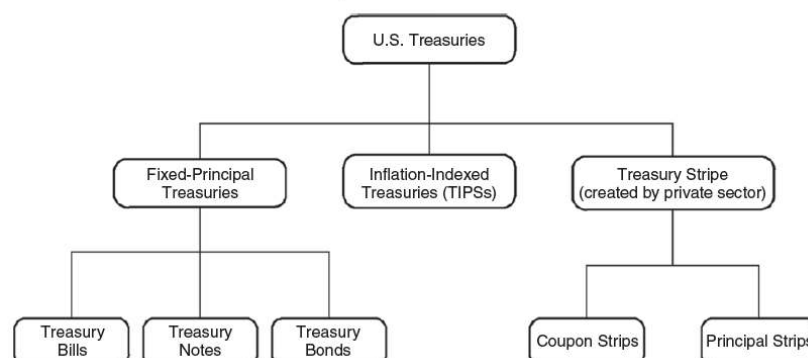 U.S. Treasuries
Fixed-Principal
Treasuries
Inflation-Indexed
Treasuries (TIPSs)
Treasury Stripe
(created by private sector)
Treasury
Bills
Treasury
Notes
Treasury
Bonds
Coupon Strips
Principal Strips